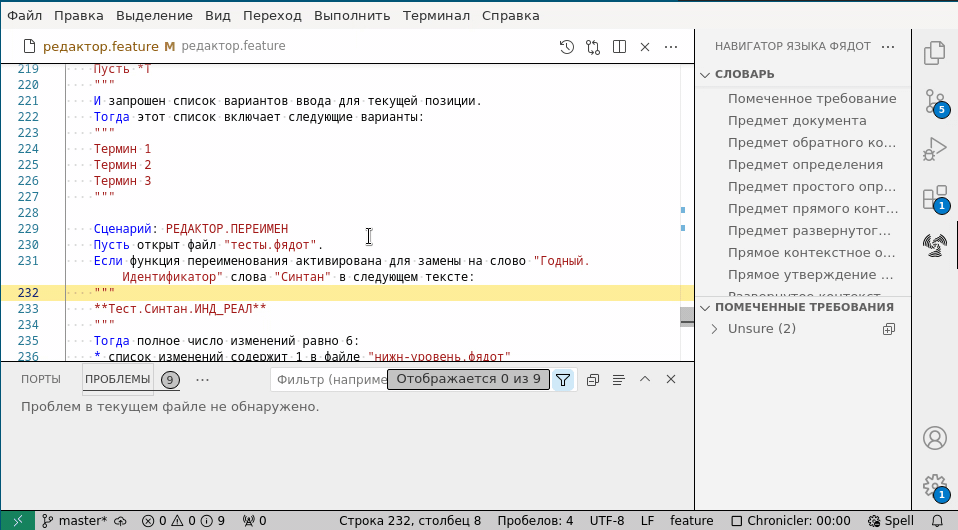 Файл Правка Выделение Вид Переход Выполнить Терминал Справка
редактор.feature M редактор.feature
219 Пусть "Т
220 """
221 И запрошен список вариантов ввода для текущей позиции.
222 Тогда этот список включает следующие варианты:
223 """
224 Термин 1
225 Термин 2
226 Термин 3
227 """
228
229 Сценарий: РЕДАКТОР.ПЕРЕИМЕН
230 Пусть открыт файл "тесты.фядот".
231 Если функция переименования активирована для замены на слово "Годный.
Идентификатор" слова "Синтан" в следующем тексте:
232 """
233 **Тест.Синтан.ИНД_РЕАЛ**
234 """
235 Тогда полное число изменений равно 6:
236 * список изменений содержит 1 в файле "нижн-уровень.фядот"
НАВИГАТОР ЯЗЫКА ФЯДОТ
СЛОВАРЬ
Помеченное требование
Предмет документа
Предмет обратного ко…
Предмет определения
Предмет простого опр…
Предмет прямого конт…
Предмет развернутог…
Прямое контекстное о…
Прямое утверждение …
Развернутое контекст
ПОМЕЧЕННЫЕ ТРЕБОВАНИЯ
Unsure (2)
5
1
1
ПОРТЫ ПРОБЛЕМЫ 9 Фильтр (наприме Отображается 0 из 9
Проблем в текущем файле не обнаружено.
master* 0 0 9 0 Строка 232, столбец 8 Пробелов: 4 UTF-8 LF feature Chronicler: 00:00 Spell